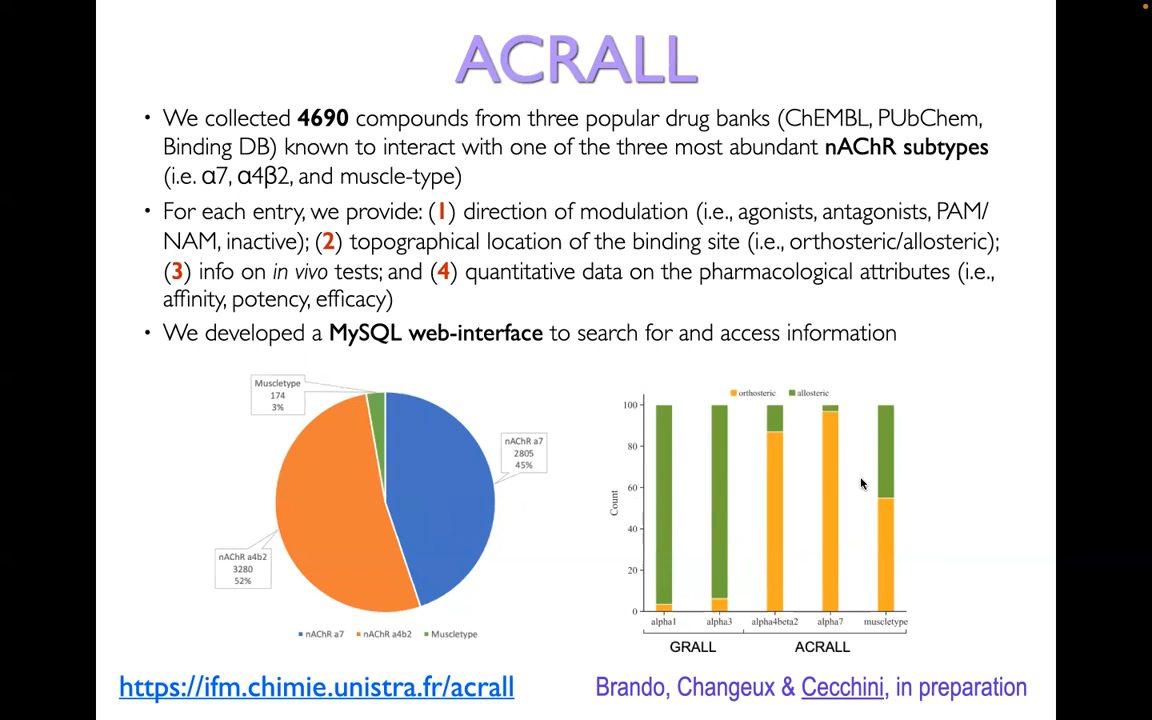 ACRALL
• We collected 4690 compounds from three popular drug banks (ChEMBL, PUbChem,
Binding DB) known to interact with one of the three most abundant nAChR subtypes
(i.e. α7, α4β2, and muscle-type)
• For each entry, we provide: (1) direction of modulation (i.e., agonists, antagonists, PAM/
NAM, inactive); (2) topographical location of the binding site (i.e., orthosteric/allosteric);
(3) info on in vivo tests; and (4) quantitative data on the pharmacological attributes (i.e.,
affinity, potency, efficacy)
• We developed a MySQL web-interface to search for and access information
Muscletype
174
3%
nAChR a7
2805
45%
nAChR a4b2
3280
52%
nAChR a7 nAChR a4b2 Muscletype
orthosteric allosteric
Count
100
80
60
40
20
0
alpha1 alpha3 alpha4beta2 alpha7 muscletype
GRALL ACRALL
https://ifm.chimie.unistra.fr/acrall
Brando, Changeux & Cecchini, in preparation